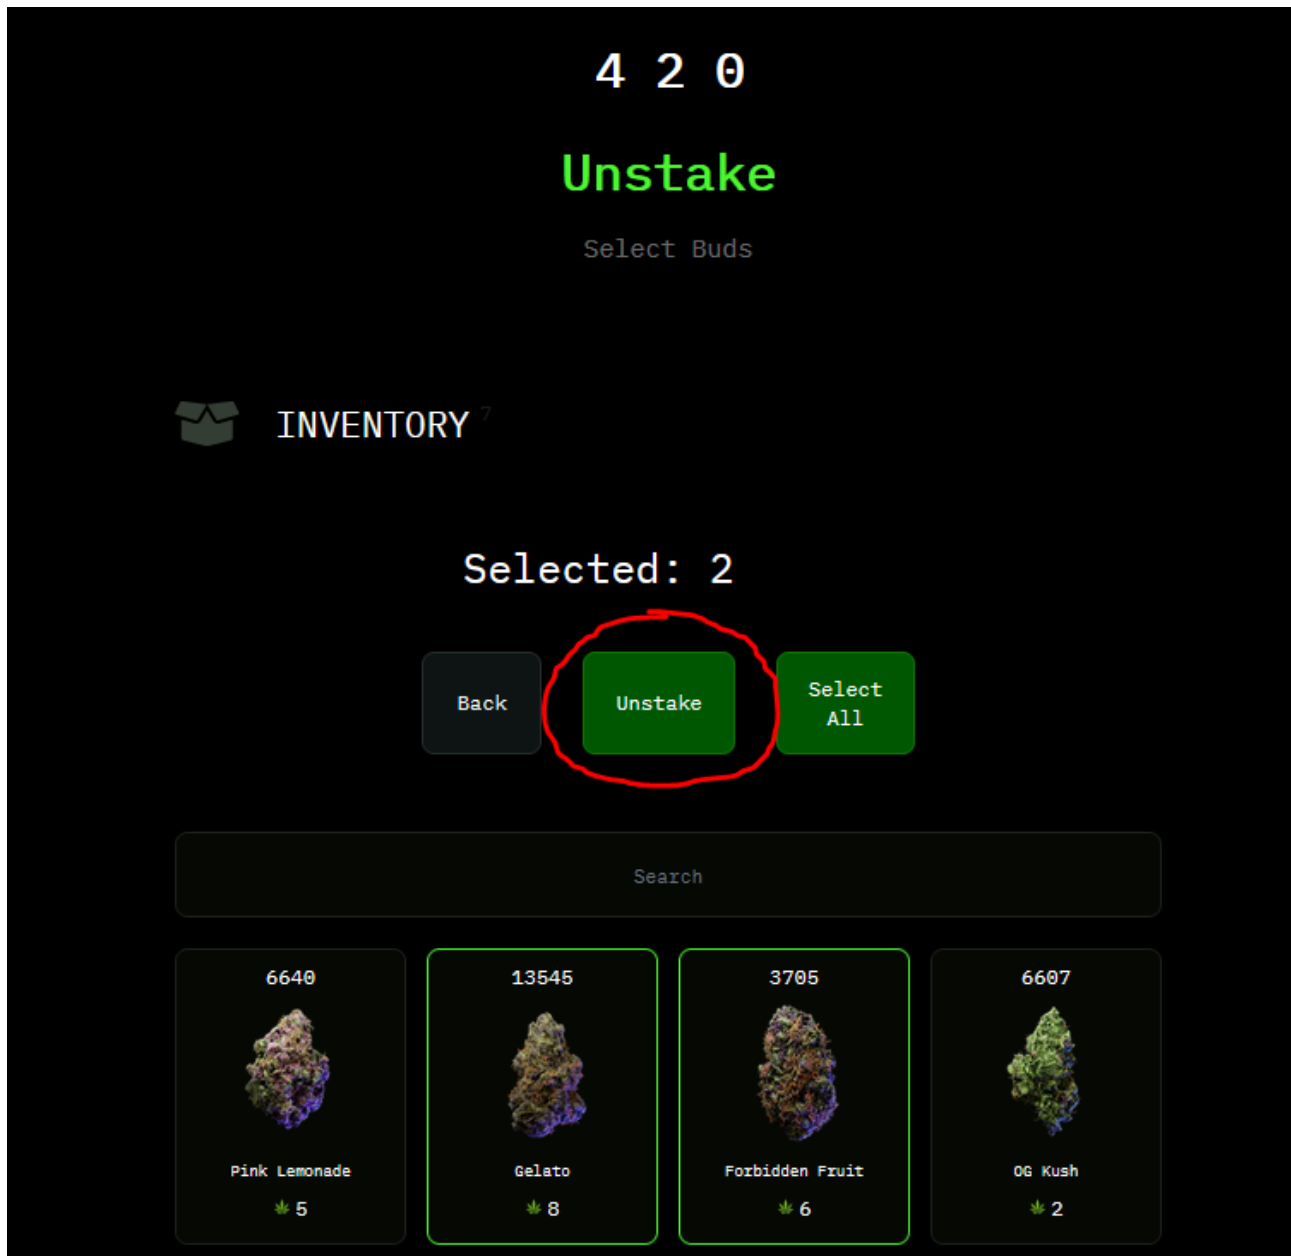 4 2 0
Unstake
Select Buds
INVENTORY 7
Selected: 2
Back
Unstake
Select
All
Search
6640
13545
3705
6607
Pink Lemonade
Gelato
Forbidden Fruit
OG Kush
5
8
6
2